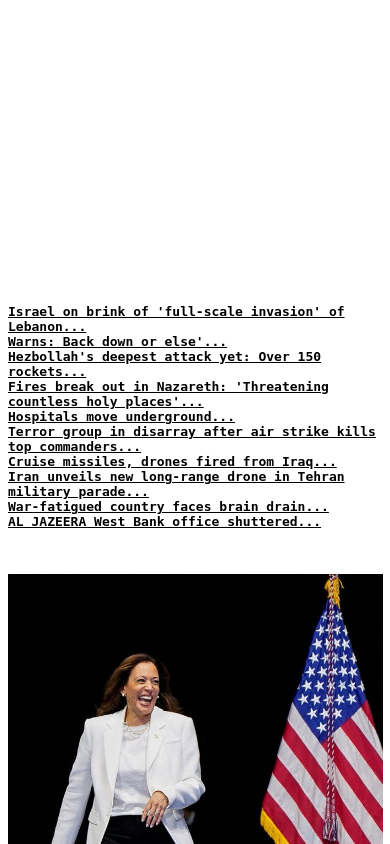 Israel on brink of 'full-scale invasion' of
Lebanon...
Warns: Back down or else'...
Hezbollah's deepest attack yet: Over 150
rockets...
Fires break out in Nazareth: 'Threatening
countless holy places'...
Hospitals move underground...
Terror group in disarray after air strike kills
top commanders...
Cruise missiles, drones fired from Iraq...
Iran unveils new long-range drone in Tehran
military parade...
War-fatigued country faces brain drain...
AL JAZEERA West Bank office shuttered...